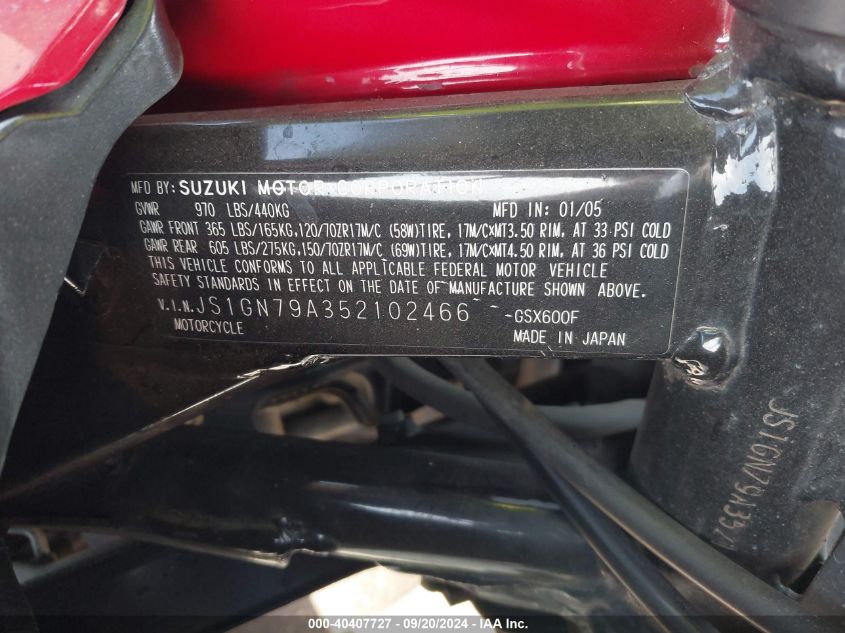 MFD BY: SUZUKI MOTOR CORPORATION
GVWR 970 LBS/440KG MFD IN: 01/05
GAWR FRONT 365 LBS/165KG,120/70ZR17M/C (58W)TIRE, 17M/CXMT3.50 RIM, AT 33 PSI COLD
GAWR REAR 605 LBS/275KG,150/70ZR17M/C (69W)TIRE, 17M/CXMT4.50 RIM, AT 36 PSI COLD
THIS VEHICLE CONFORMS TO ALL APPLICABLE FEDERAL MOTOR VEHICLE
SAFETY STANDARDS IN EFFECT ON THE DATE OF MANUFACTURE SHOWN ABOVE.
V.I.N. JS1GN79A352102466 -GSX600F
MOTORCYCLE MADE IN JAPAN
JS1GN79A352
000-40407727 - 09/20/2024 - IAA Inc.